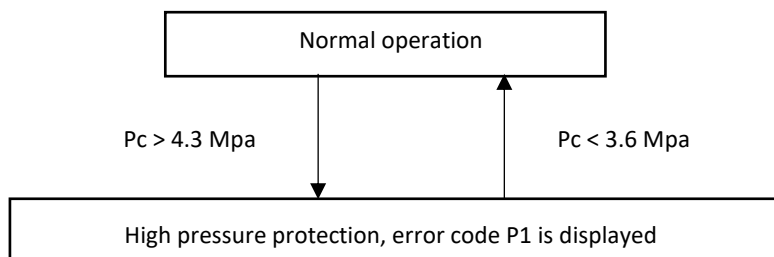 Normal operation
Pc > 4.3 Mpa
Pc < 3.6 Mpa
High pressure protection, error code P1 is displayed